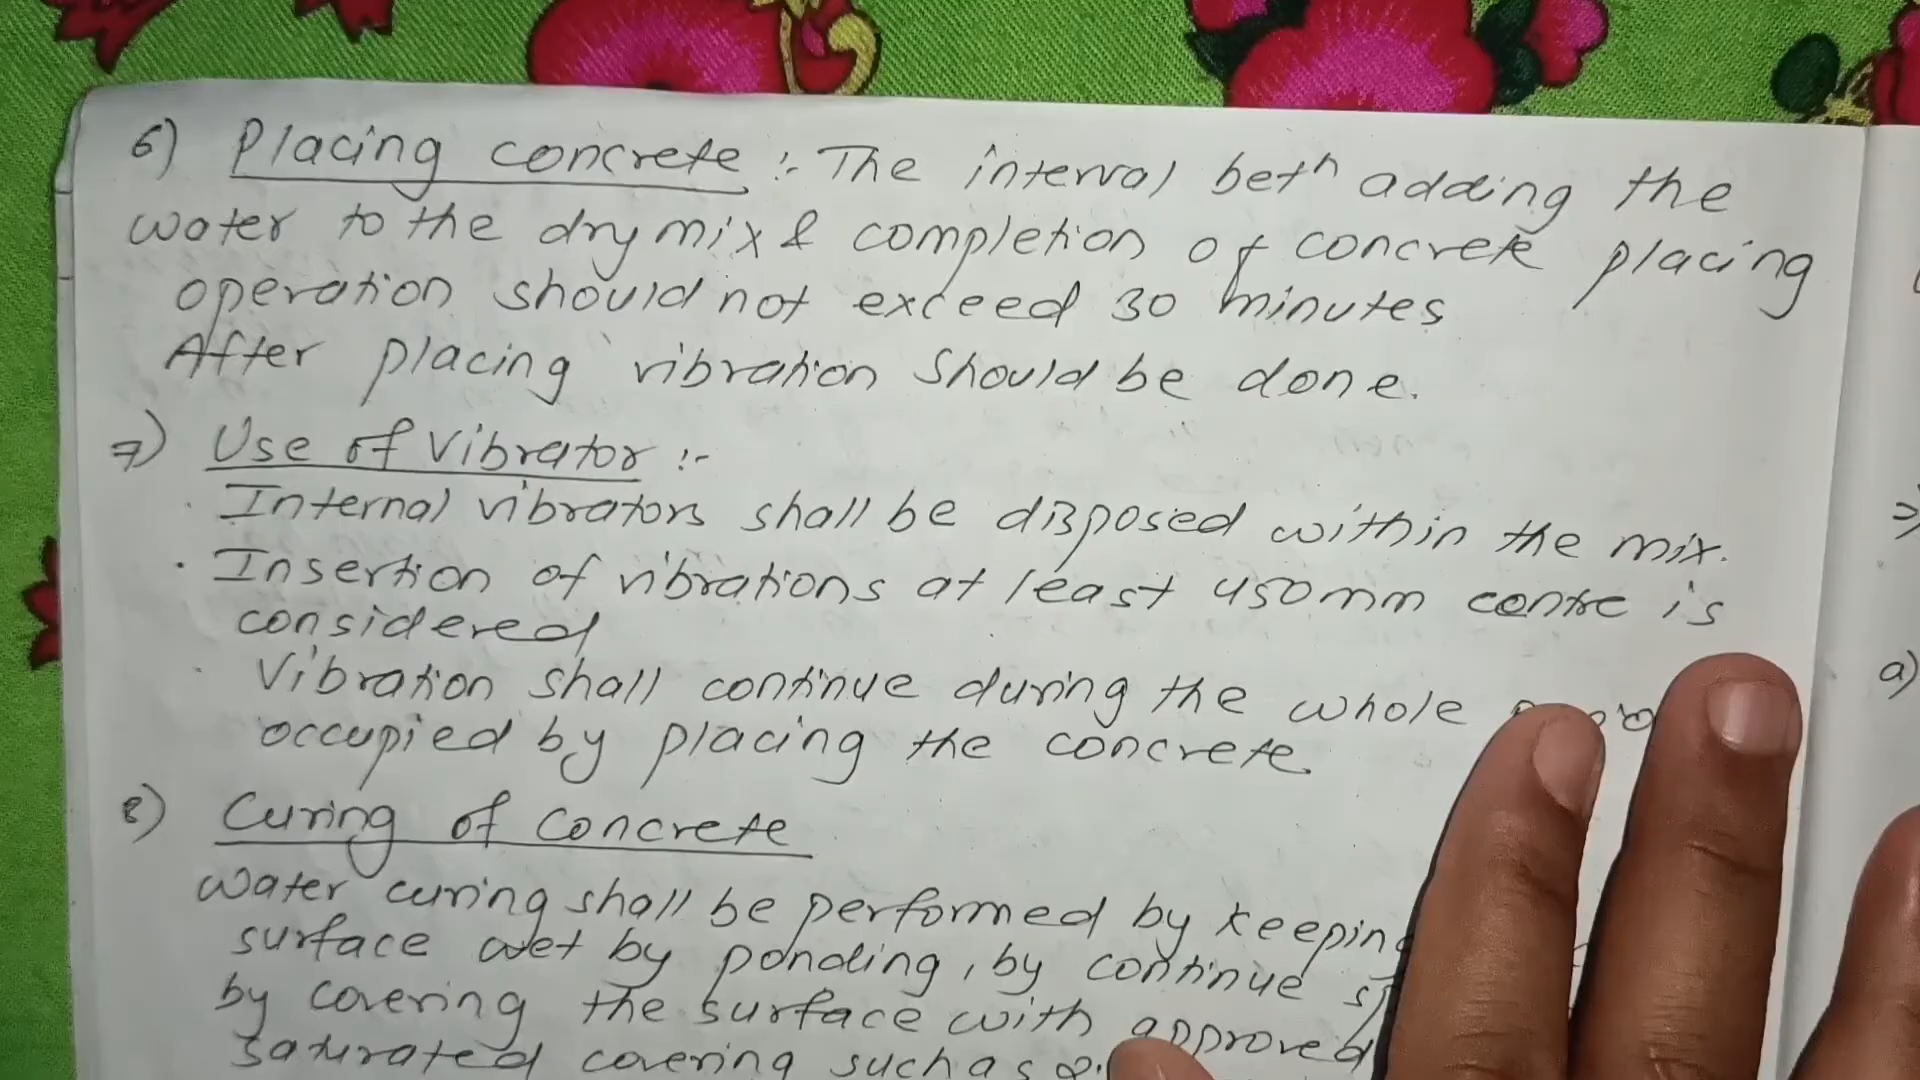 6) Placing concrete :- The interval betn adding the
water to the dry mix & completion of concrete placing
operation should not exceed 30 minutes
After placing vibration should be done.
7) Use of Vibrator :-
. Internal vibrators shall be disposed within the mix.
. Insertion of vibrations at least 450mm centre is
considered
. Vibration shall continue during the whole
occupied by placing the concrete.
8) Curing of Concrete
Water curing shall be performed by keeping
surface wet by ponding, by continue
by covering the surface with approved
saturated covering such as
a)